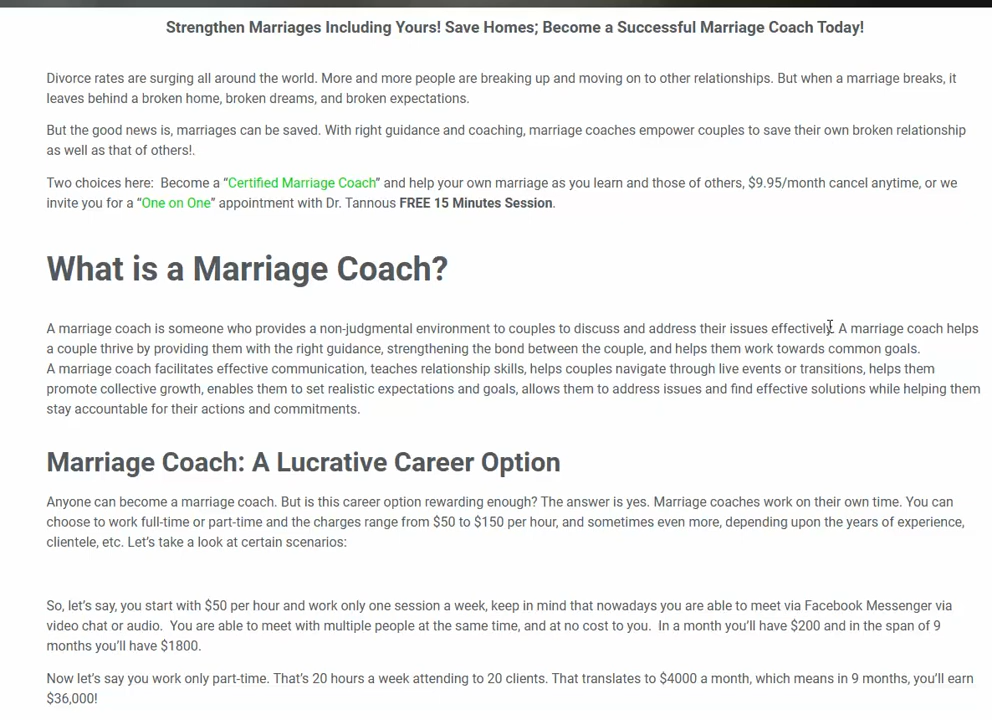 Strengthen Marriages Including Yours! Save Homes; Become a Successful Marriage Coach Today!
Divorce rates are surging all around the world. More and more people are breaking up and moving on to other relationships. But when a marriage breaks, it
leaves behind a broken home, broken dreams, and broken expectations.
But the good news is, marriages can be saved. With right guidance and coaching, marriage coaches empower couples to save their own broken relationship
as well as that of others!.
Two choices here:  Become a “Certified Marriage Coach” and help your own marriage as you learn and those of others, $9.95/month cancel anytime, or we
invite you for a “One on One” appointment with Dr. Tannous FREE 15 Minutes Session.
What is a Marriage Coach?
A marriage coach is someone who provides a non-judgmental environment to couples to discuss and address their issues effectively. A marriage coach helps
a couple thrive by providing them with the right guidance, strengthening the bond between the couple, and helps them work towards common goals.
A marriage coach facilitates effective communication, teaches relationship skills, helps couples navigate through live events or transitions, helps them
promote collective growth, enables them to set realistic expectations and goals, allows them to address issues and find effective solutions while helping them
stay accountable for their actions and commitments.
Marriage Coach: A Lucrative Career Option
Anyone can become a marriage coach. But is this career option rewarding enough? The answer is yes. Marriage coaches work on their own time. You can
choose to work full-time or part-time and the charges range from $50 to $150 per hour, and sometimes even more, depending upon the years of experience,
clientele, etc. Let’s take a look at certain scenarios:
So, let’s say, you start with $50 per hour and work only one session a week, keep in mind that nowadays you are able to meet via Facebook Messenger via
video chat or audio.  You are able to meet with multiple people at the same time, and at no cost to you.  In a month you’ll have $200 and in the span of 9
months you’ll have $1800.
Now let’s say you work only part-time. That’s 20 hours a week attending to 20 clients. That translates to $4000 a month, which means in 9 months, you’ll earn
$36,000!